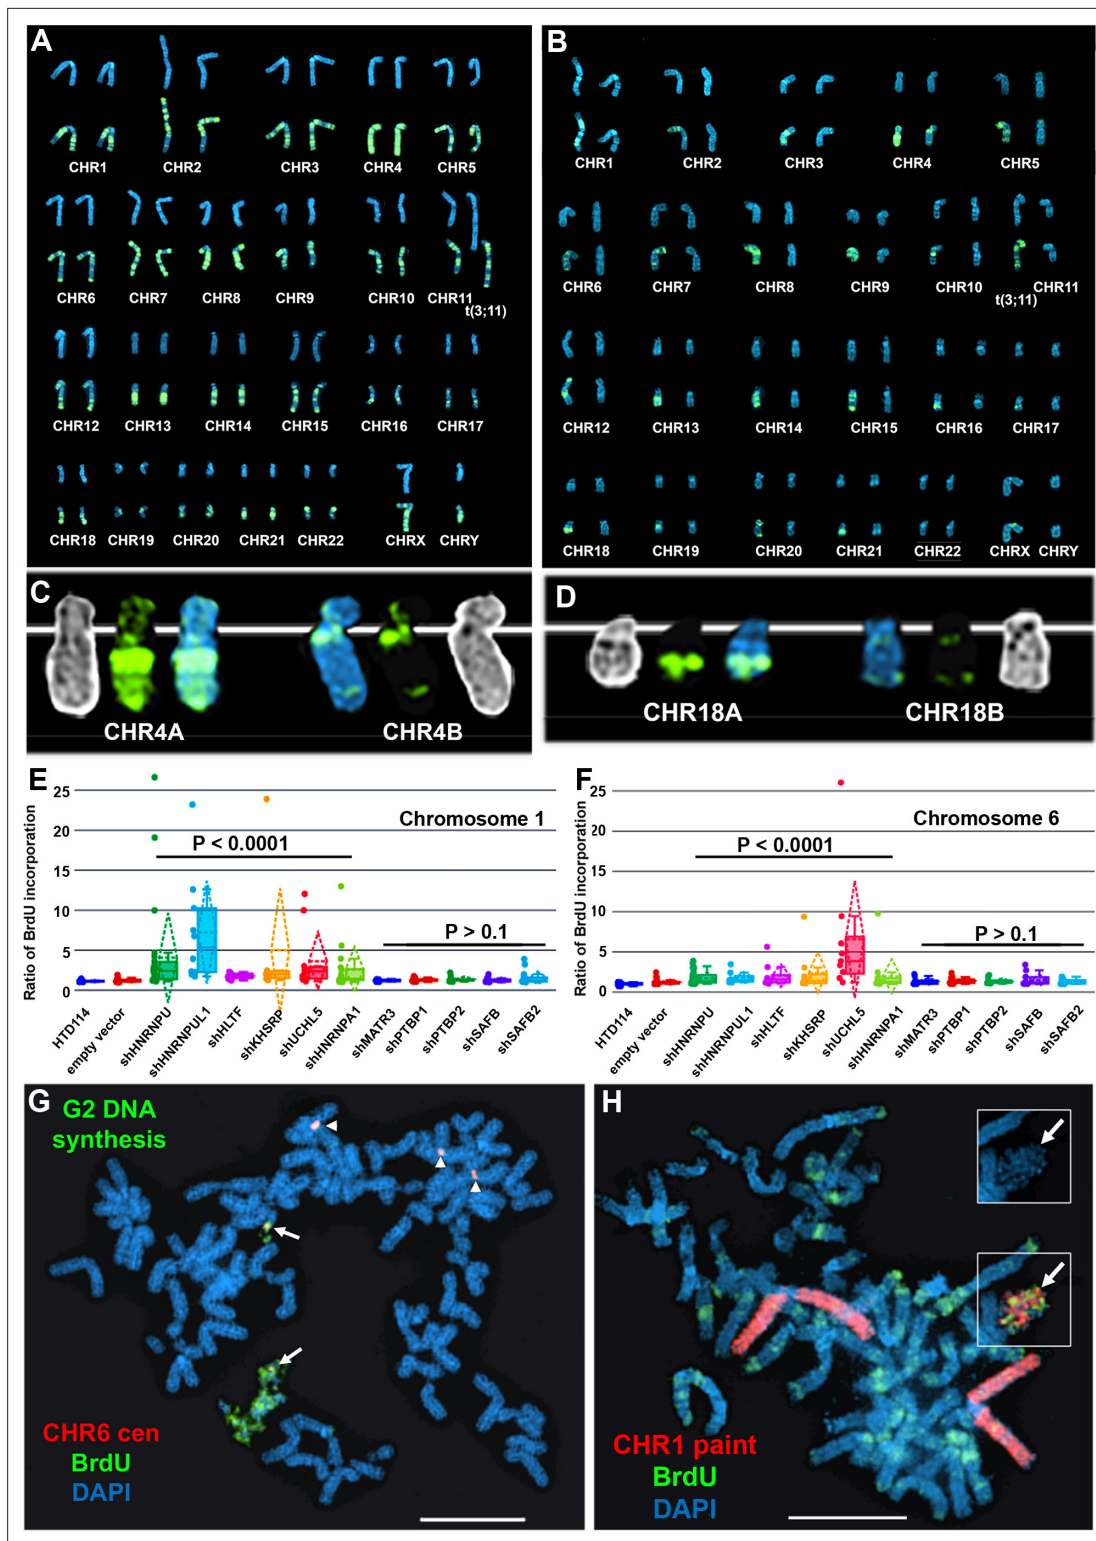 A
CHR1 CHR2 CHR3 CHR4 CHR5
CHR6 CHR7 CHR8 CHR9 CHR10 CHR11
t(3;11)
CHR12 CHR13 CHR14 CHR15 CHR16 CHR17
CHR18 CHR19 CHR20 CHR21 CHR22 CHRX CHRY
B
CHR1 CHR2 CHR3 CHR4 CHR5
CHR6 CHR7 CHR8 CHR9 CHR10 CHR11
t(3;11)
CHR12 CHR13 CHR14 CHR15 CHR16 CHR17
CHR18 CHR19 CHR20 CHR21 CHR22 CHRX CHRY
C
CHR4A CHR4B
D
CHR18A CHR18B
E
Ratio of BrdU incorporation
25
20
15
10
5
0
Chromosome 1
P < 0.0001
P > 0.1
HTD114
empty vector
shHNRNPU
shHNRNPUL1
shHLTF
shKHSRP
shUCHL5
shHNRNPA1
shMATR3
shPTBP1
shPTBP2
shSAFB
shSAFB2
F
Ratio of BrdU incorporation
25
20
15
10
5
0
Chromosome 6
P < 0.0001
P > 0.1
HTD114
empty vector
shHNRNPU
shHNRNPUL1
shHLTF
shKHSRP
shUCHL5
shHNRNPA1
shMATR3
shPTBP1
shPTBP2
shSAFB
shSAFB2
G
G2 DNA
synthesis
CHR6 cen
BrdU
DAPI
H
CHR1 paint
BrdU
DAPI